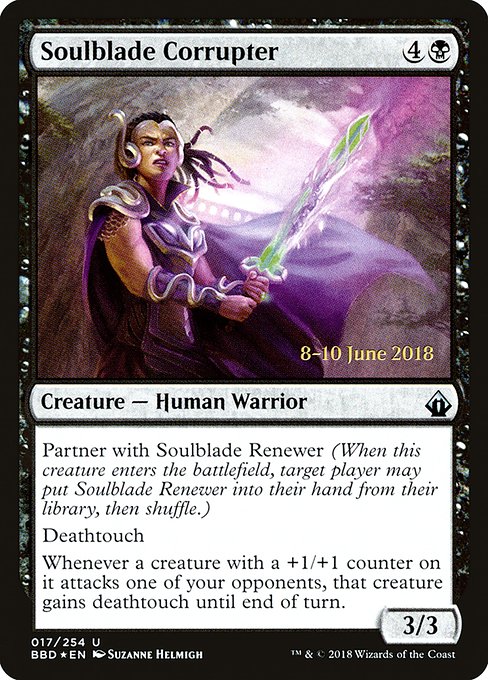 Soulblade Corrupter 4
8–10 June 2018
Creature — Human Warrior
Partner with Soulblade Renewer (When this
creature enters the battlefield, target player may
put Soulblade Renewer into their hand from their
library, then shuffle.)
Deathtouch
Whenever a creature with a +1/+1 counter on
it attacks one of your opponents, that creature
gains deathtouch until end of turn.
3/3
017/254 U
BBD ★ EN Suzanne Helmigh
™ & © 2018 Wizards of the Coast